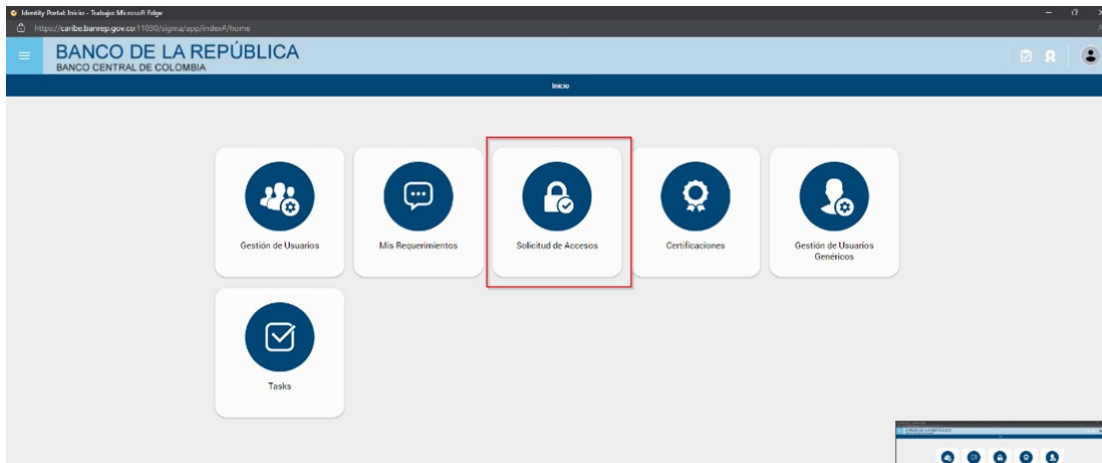 Identity Portal: Inicio - Trabajo: Microsoft Edge
https://caribe.banrep.gov.co:11030/sigma/app/index#/home
BANCO DE LA REPÚBLICA
BANCO CENTRAL DE COLOMBIA
Inicio
Gestión de Usuarios
Mis Requerimientos
Solicitud de Accesos
Certificaciones
Gestión de Usuarios
Genéricos
Tasks